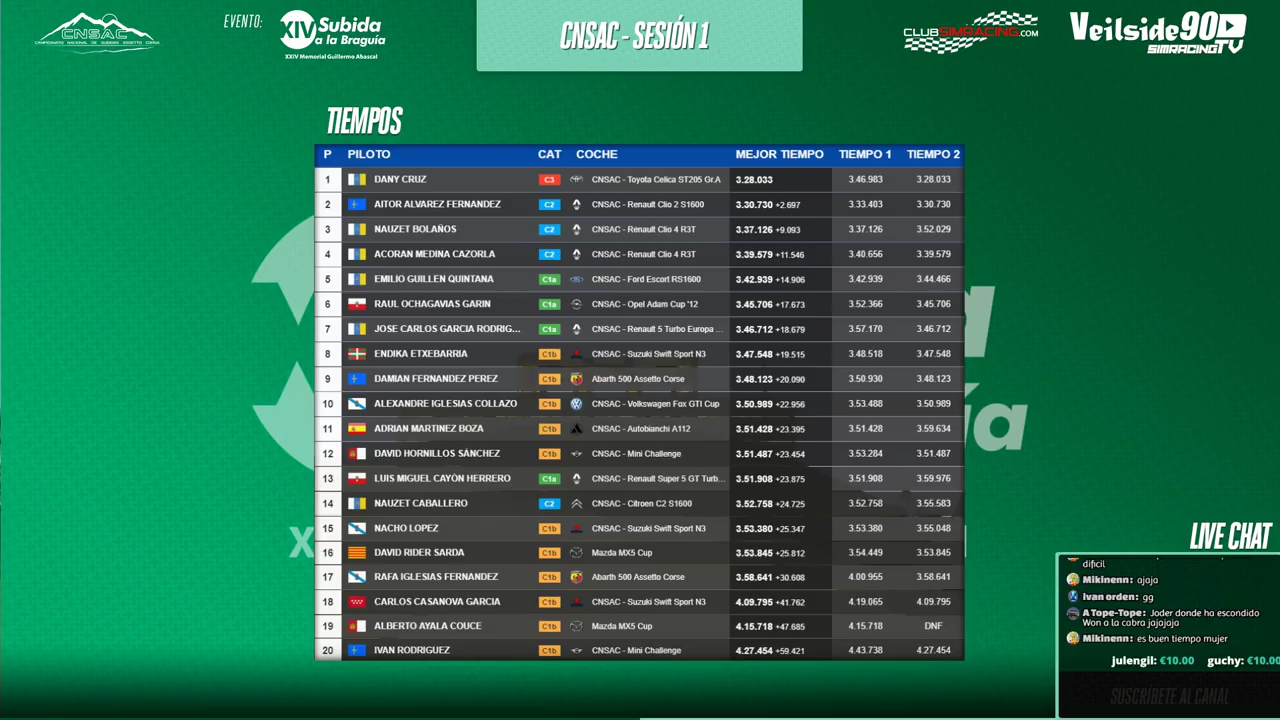 CNSAC
CAMPEONATO NACIONAL DE SUBIDAS ASSETTO CORSA
EVENTO:
XIV Subida a la Braguía
XXIV Memorial Guillermo Abascal
CNSAC - SESIÓN 1
CLUBSIMRACING.COM
Veilside90
SIMRACING TV
TIEMPOS
P PILOTO CAT COCHE MEJOR TIEMPO TIEMPO 1 TIEMPO 2
1 DANY CRUZ C3 CNSAC - Toyota Celica ST205 Gr.A 3.28.033 3.46.983 3.28.033
2 AITOR ALVAREZ FERNANDEZ C2 CNSAC - Renault Clio 2 S1600 3.30.730 +2.697 3.33.403 3.30.730
3 NAUZET BOLAÑOS C2 CNSAC - Renault Clio 4 R3T 3.37.126 +9.093 3.37.126 3.52.029
4 ACORAN MEDINA CAZORLA C2 CNSAC - Renault Clio 4 R3T 3.39.579 +11.546 3.40.656 3.39.579
5 EMILIO GUILLEN QUINTANA C1a CNSAC - Ford Escort RS1600 3.42.939 +14.906 3.42.939 3.44.466
6 RAUL OCHAGAVIAS GARIN C1a CNSAC - Opel Adam Cup '12 3.45.706 +17.673 3.52.366 3.45.706
7 JOSE CARLOS GARCIA RODRIG... C1a CNSAC - Renault 5 Turbo Europa ... 3.46.712 +18.679 3.57.170 3.46.712
8 ENDIKA ETXEBARRIA C1b CNSAC - Suzuki Swift Sport N3 3.47.548 +19.515 3.48.518 3.47.548
9 DAMIAN FERNANDEZ PEREZ C1b Abarth 500 Assetto Corse 3.48.123 +20.090 3.50.930 3.48.123
10 ALEXANDRE IGLESIAS COLLAZO C1b CNSAC - Volkswagen Fox GTI Cup 3.50.989 +22.956 3.53.488 3.50.989
11 ADRIAN MARTINEZ BOZA C1b CNSAC - Autobianchi A112 3.51.428 +23.395 3.51.428 3.59.634
12 DAVID HORNILLOS SÁNCHEZ C1b CNSAC - Mini Challenge 3.51.487 +23.454 3.53.284 3.51.487
13 LUIS MIGUEL CAYÓN HERRERO C1a CNSAC - Renault Super 5 GT Turb... 3.51.908 +23.875 3.51.908 3.59.976
14 NAUZET CABALLERO C2 CNSAC - Citroen C2 S1600 3.52.758 +24.725 3.52.758 3.55.583
15 NACHO LOPEZ C1b CNSAC - Suzuki Swift Sport N3 3.53.380 +25.347 3.53.380 3.55.048
16 DAVID RIDER SARDA C1b Mazda MX5 Cup 3.53.845 +25.812 3.54.449 3.53.845
17 RAFA IGLESIAS FERNANDEZ C1b Abarth 500 Assetto Corse 3.58.641 +30.608 4.00.955 3.58.641
18 CARLOS CASANOVA GARCIA C1b CNSAC - Suzuki Swift Sport N3 4.09.795 +41.762 4.19.065 4.09.795
19 ALBERTO AYALA COUCE C1b Mazda MX5 Cup 4.15.718 +47.685 4.15.718 DNF
20 IVAN RODRIGUEZ C1b CNSAC - Mini Challenge 4.27.454 +59.421 4.43.738 4.27.454
LIVE CHAT
dificil
Mikinenn: ajaja
ivan orden: gg
A Tope-Tope: Joder donde ha escondido
Won a la cabra jajajaja
Mikinenn: es buen tiempo mujer
julengil: €10.00 guchy: €10.00
SUSCRÍBETE AL CANAL